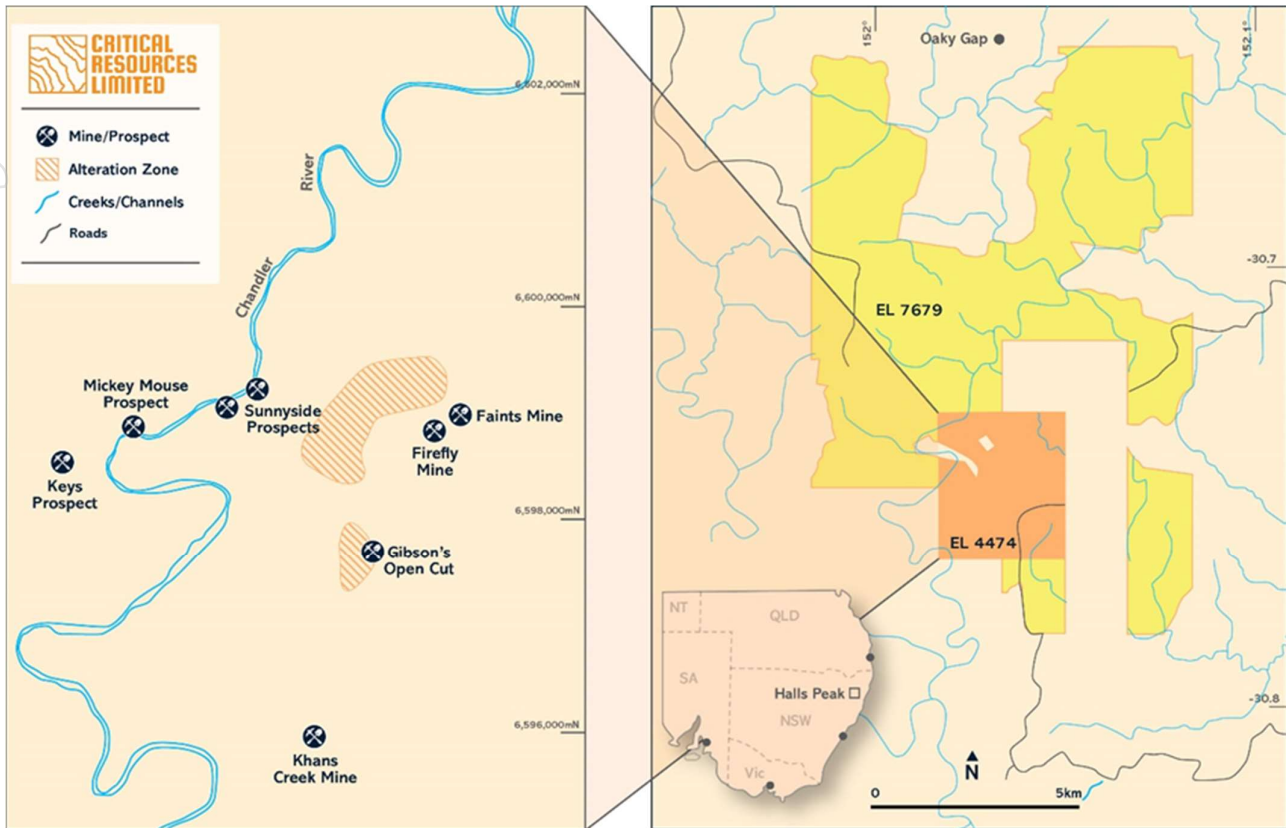 CRITICAL
RESOURCES
LIMITED
Mine/Prospect
Alteration Zone
Creeks/Channels
Roads
River
Chandler
6,602,000mN
6,600,000mN
Mickey Mouse
Prospect
Sunnyside
Prospects
Faints Mine
Firefly
Mine
Keys
Prospect
6,598,000mN
Gibson's
Open Cut
6,596,000mN
Khans
Creek Mine
152°
152.1°
Oaky Gap
-30.7
EL 7679
EL 4474
NT
QLD
SA
Halls Peak
NSW
Vic
-30.8
N
0
5km